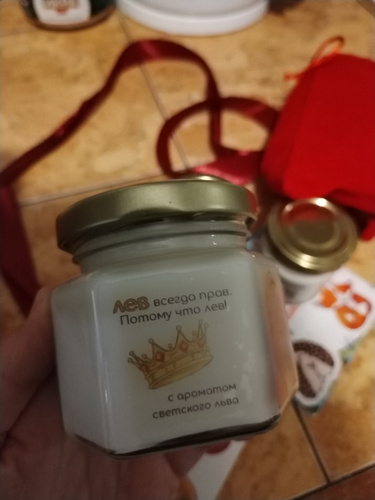 лев всегда прав.
Потому что лев!
с ароматом
светского льва